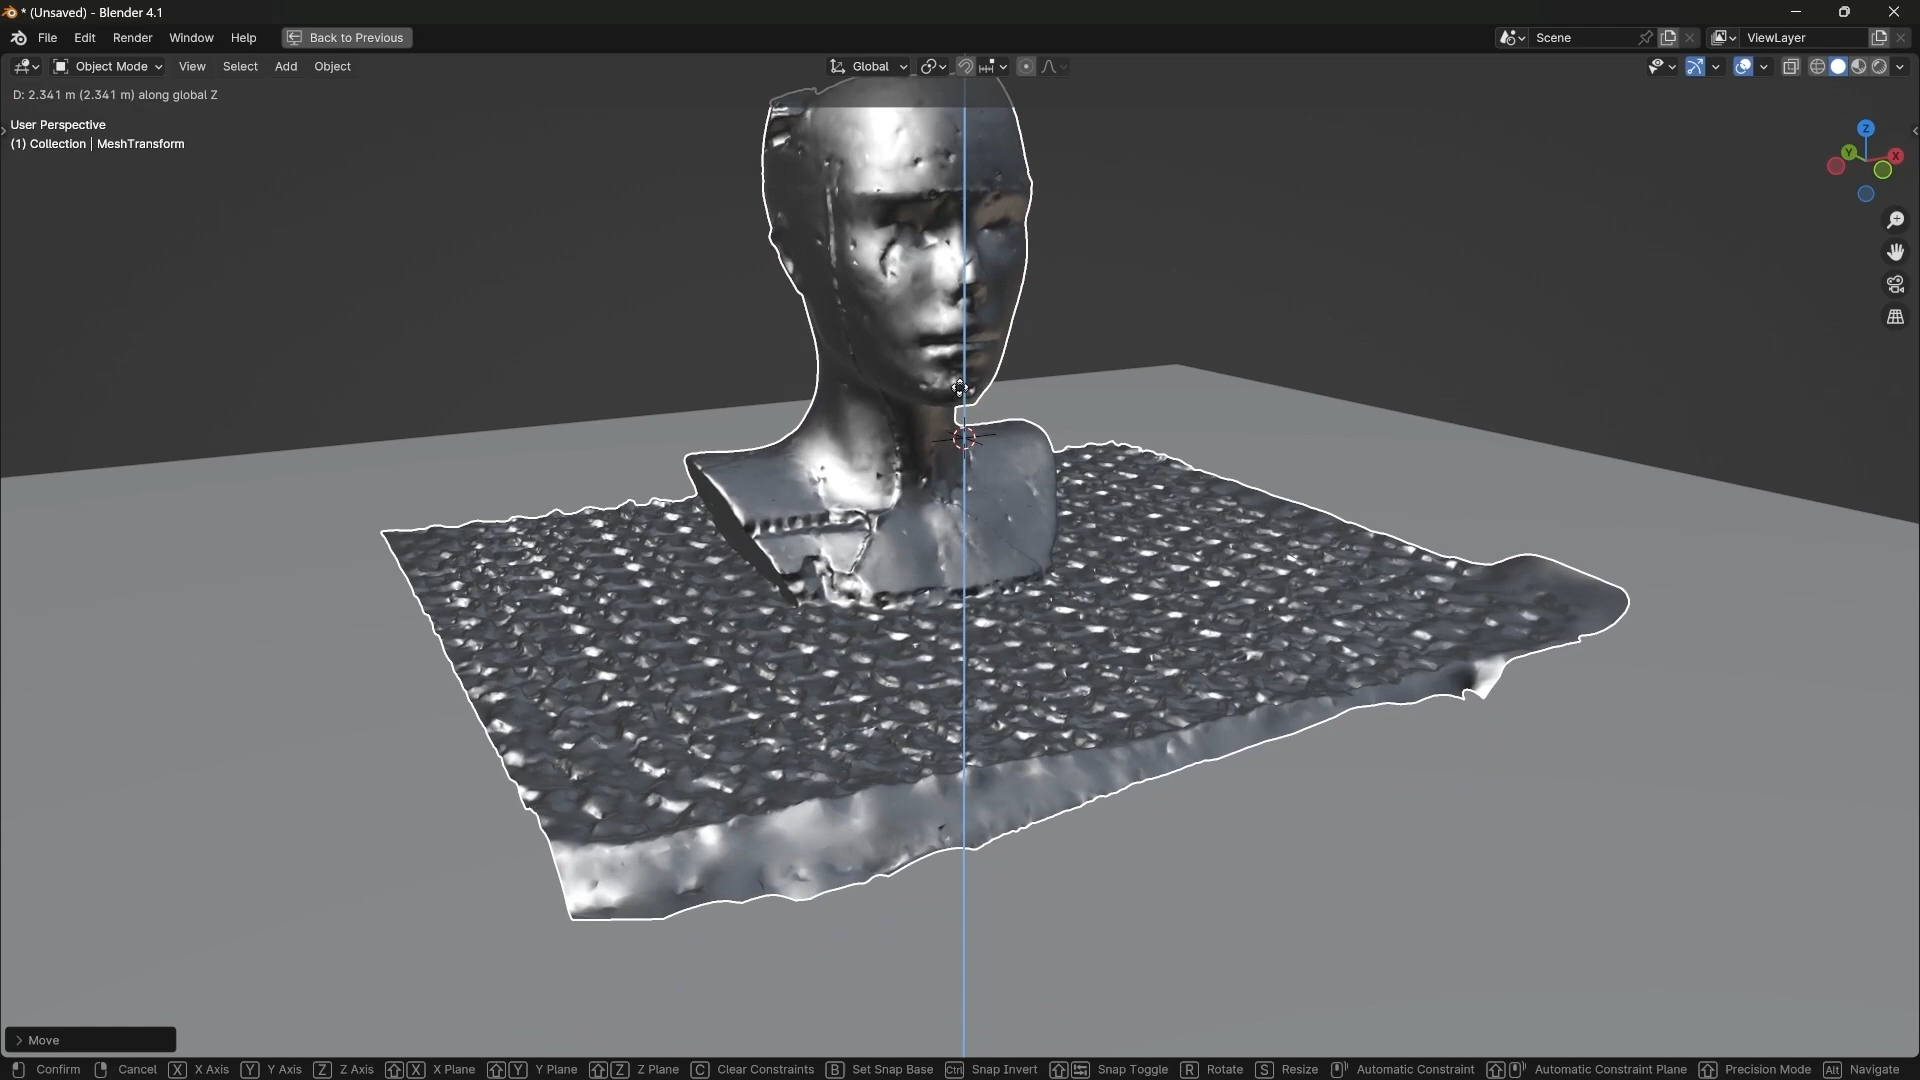 * (Unsaved) - Blender 4.1
File Edit Render Window Help Back to Previous Scene ViewLayer
Object Mode View Select Add Object Global
D: 2.341 m (2.341 m) along global Z
User Perspective
(1) Collection | MeshTransform
Z
Y X
Move
Confirm Cancel X X Axis Y Y Axis Z Z Axis X X Plane Y Y Plane Z Z Plane C Clear Constraints B Set Snap Base Ctrl Snap Invert Snap Toggle R Rotate S Resize Automatic Constraint Automatic Constraint Plane Precision Mode Alt Navigate